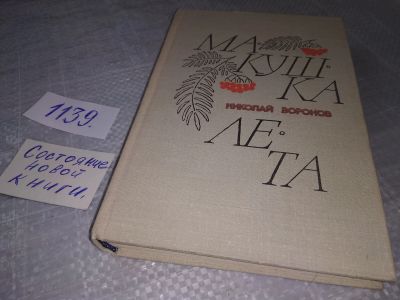 МА
КУШ
КА
НИКОЛАЙ ВОРОНОВ
ЛЕ
ТА
1139.
Состояние
новой
книги.